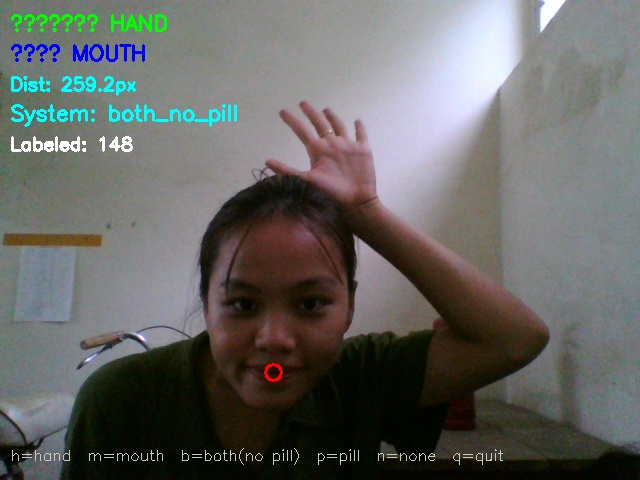 ??????? HAND
???? MOUTH
Dist: 259.2px
System: both_no_pill
Labeled: 148
h=hand m=mouth b=both(no pill) p=pill n=none q=quit